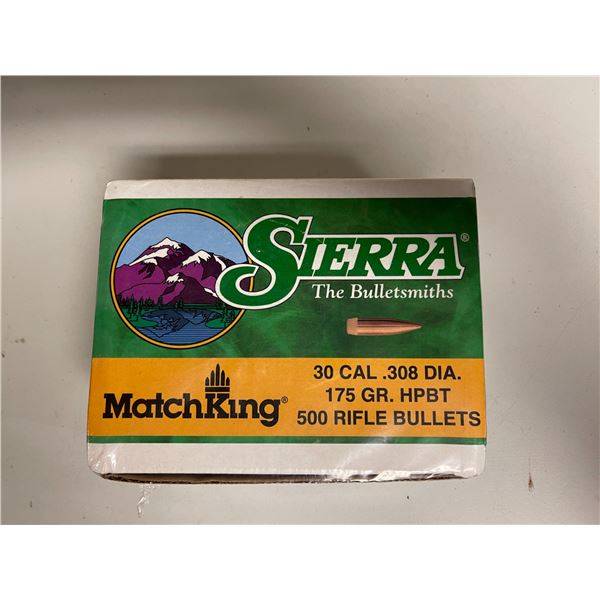 SIERRA®
The Bulletsmiths
MatchKing®
30 CAL .308 DIA.
175 GR. HPBT
500 RIFLE BULLETS